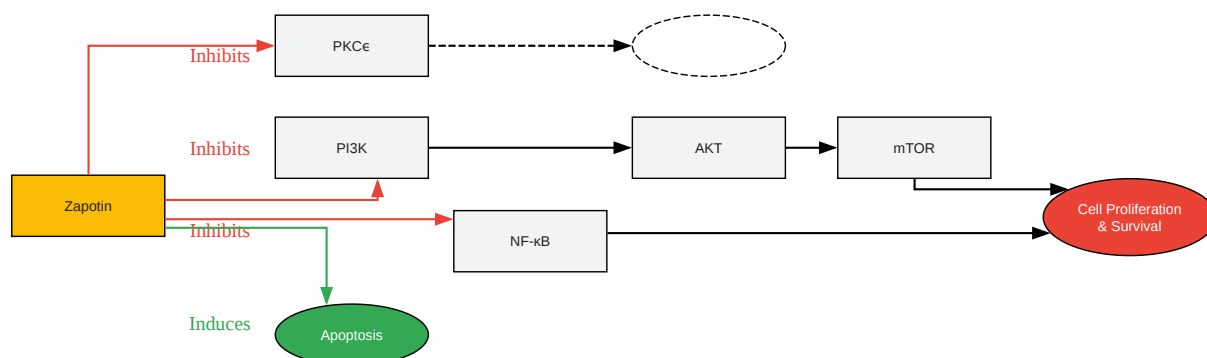 PKCϵ
Inhibits
Inhibits
PI3K
AKT
mTOR
Zapotin
Cell Proliferation
& Survival
Inhibits
NF-κB
Induces
Apoptosis